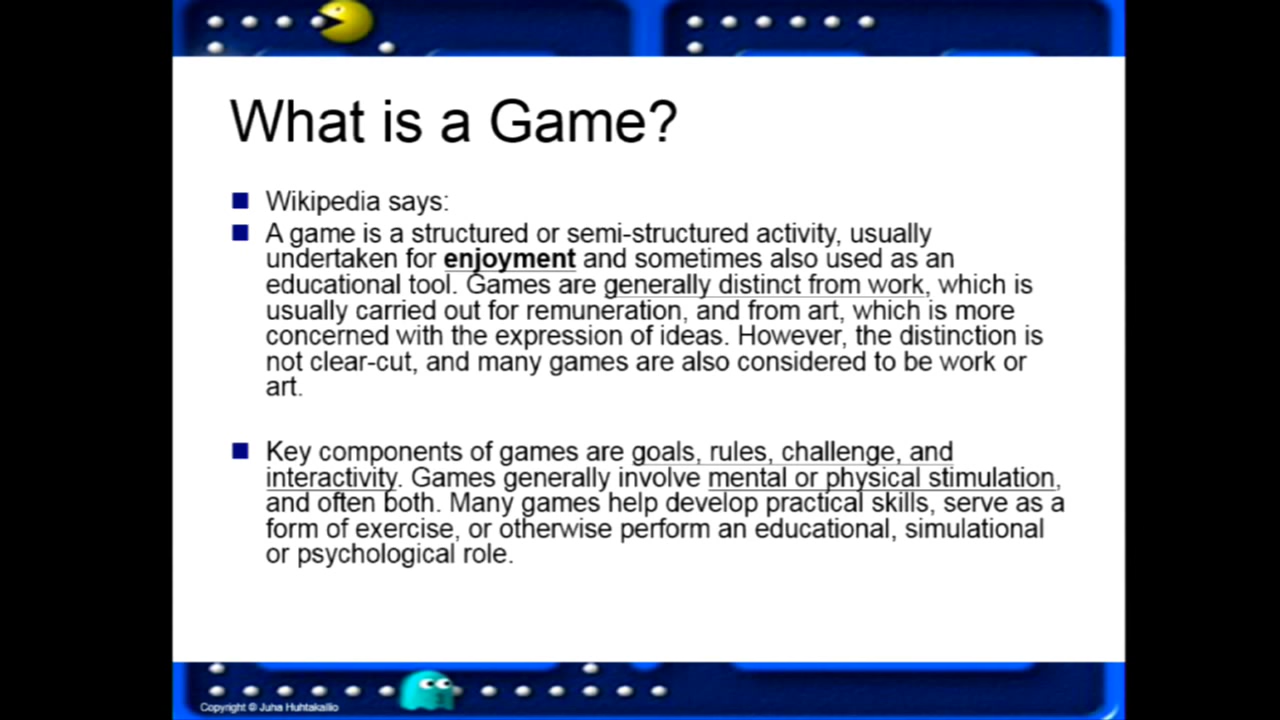 What is a Game?
Wikipedia says:
A game is a structured or semi-structured activity, usually
undertaken for enjoyment and sometimes also used as an
educational tool. Games are generally distinct from work, which is
usually carried out for remuneration, and from art, which is more
concerned with the expression of ideas. However, the distinction is
not clear-cut, and many games are also considered to be work or
art.
Key components of games are goals, rules, challenge, and
interactivity. Games generally involve mental or physical stimulation,
and often both. Many games help develop practical skills, serve as a
form of exercise, or otherwise perform an educational, simulational
or psychological role.
Copyright © Juha Huhtakallio